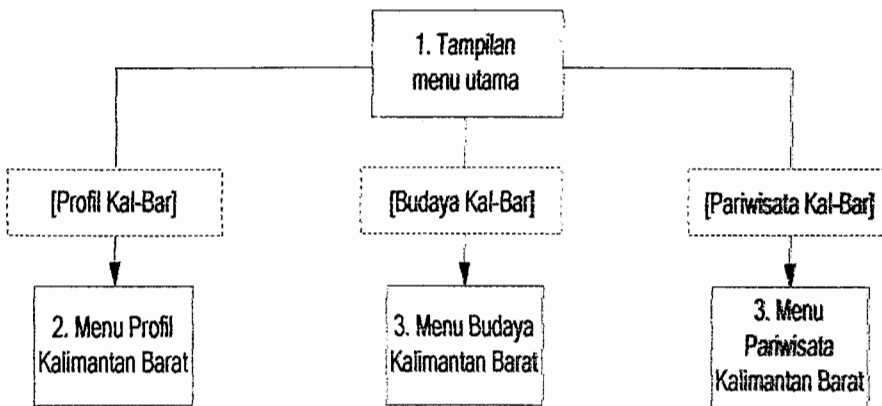 1. Tampilan
menu utama
[Profil Kal-Bar]
[Budaya Kal-Bar]
[Pariwisata Kal-Bar]
2. Menu Profil
Kalimantan Barat
3. Menu Budaya
Kalimantan Barat
3. Menu
Pariwisata
Kalimantan Barat